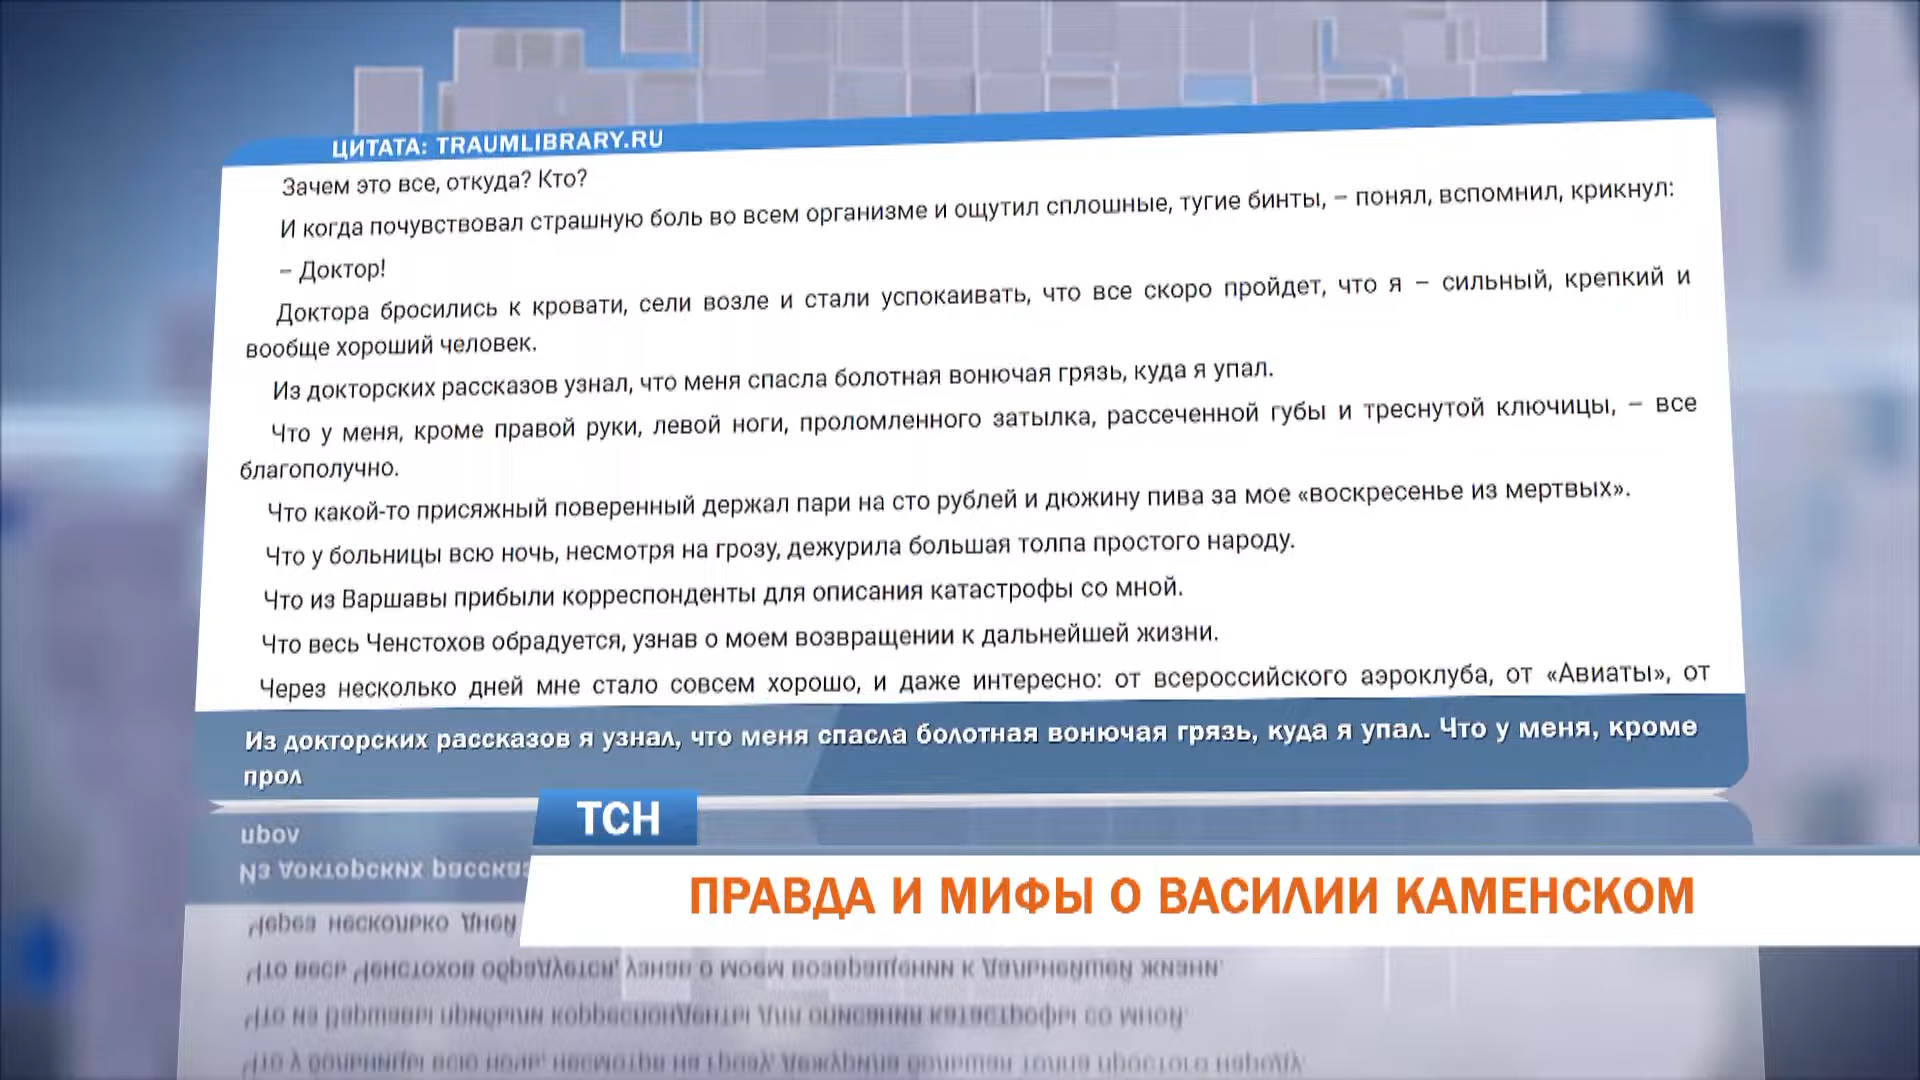 ЦИТАТА: TRAUMLIBRARY.RU
Зачем это все, откуда? Кто?
И когда почувствовал страшную боль во всем организме и ощутил сплошные, тугие бинты, – понял, вспомнил, крикнул:
– Доктор!
Доктора бросились к кровати, сели возле и стали успокаивать, что все скоро пройдет, что я – сильный, крепкий и
вообще хороший человек.
Из докторских рассказов узнал, что меня спасла болотная вонючая грязь, куда я упал.
Что у меня, кроме правой руки, левой ноги, проломленного затылка, рассеченной губы и треснутой ключицы, – все
благополучно.
Что какой-то присяжный поверенный держал пари на сто рублей и дюжину пива за мое «воскресенье из мертвых».
Что у больницы всю ночь, несмотря на грозу, дежурила большая толпа простого народу.
Что из Варшавы прибыли корреспонденты для описания катастрофы со мной.
Что весь Ченстохов обрадуется, узнав о моем возвращении к дальнейшей жизни.
Через несколько дней мне стало совсем хорошо, и даже интересно: от всероссийского аэроклуба, от «Авиаты», от
Из докторских рассказов я узнал, что меня спасла болотная вонючая грязь, куда я упал. Что у меня, кроме
прол
ТСН
ПРАВДА И МИФЫ О ВАСИЛИИ КАМЕНСКОМ